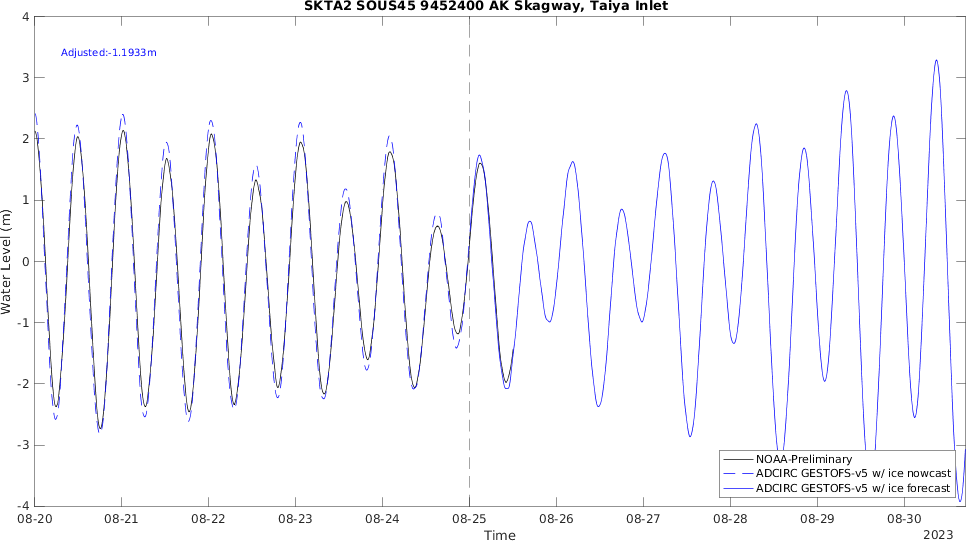 SKTA2 SOUS45 9452400 AK Skagway, Taiya Inlet
Adjusted:-1.1933m
Water Level (m)
4
3
2
1
0
-1
-2
-3
-4
NOAA-Preliminary
ADCIRC GESTOFS-v5 w/ ice nowcast
ADCIRC GESTOFS-v5 w/ ice forecast
08-20 08-21 08-22 08-23 08-24 08-25 08-26 08-27 08-28 08-29 08-30
Time
2023